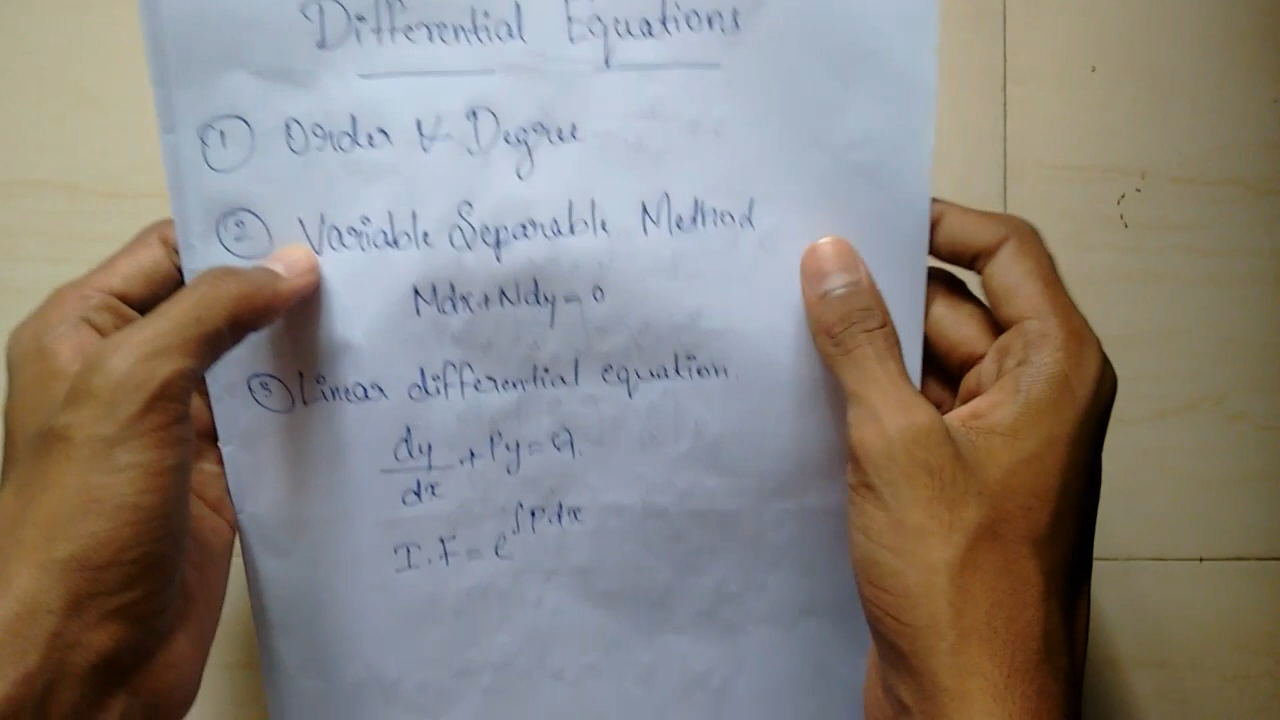 Differential Equations
① Order & Degree
② Variable Separable Method
Mdx+Ndy=0
③ Linear differential equation.
dy/dx + Py = Q.
I.F = e^∫P.dx